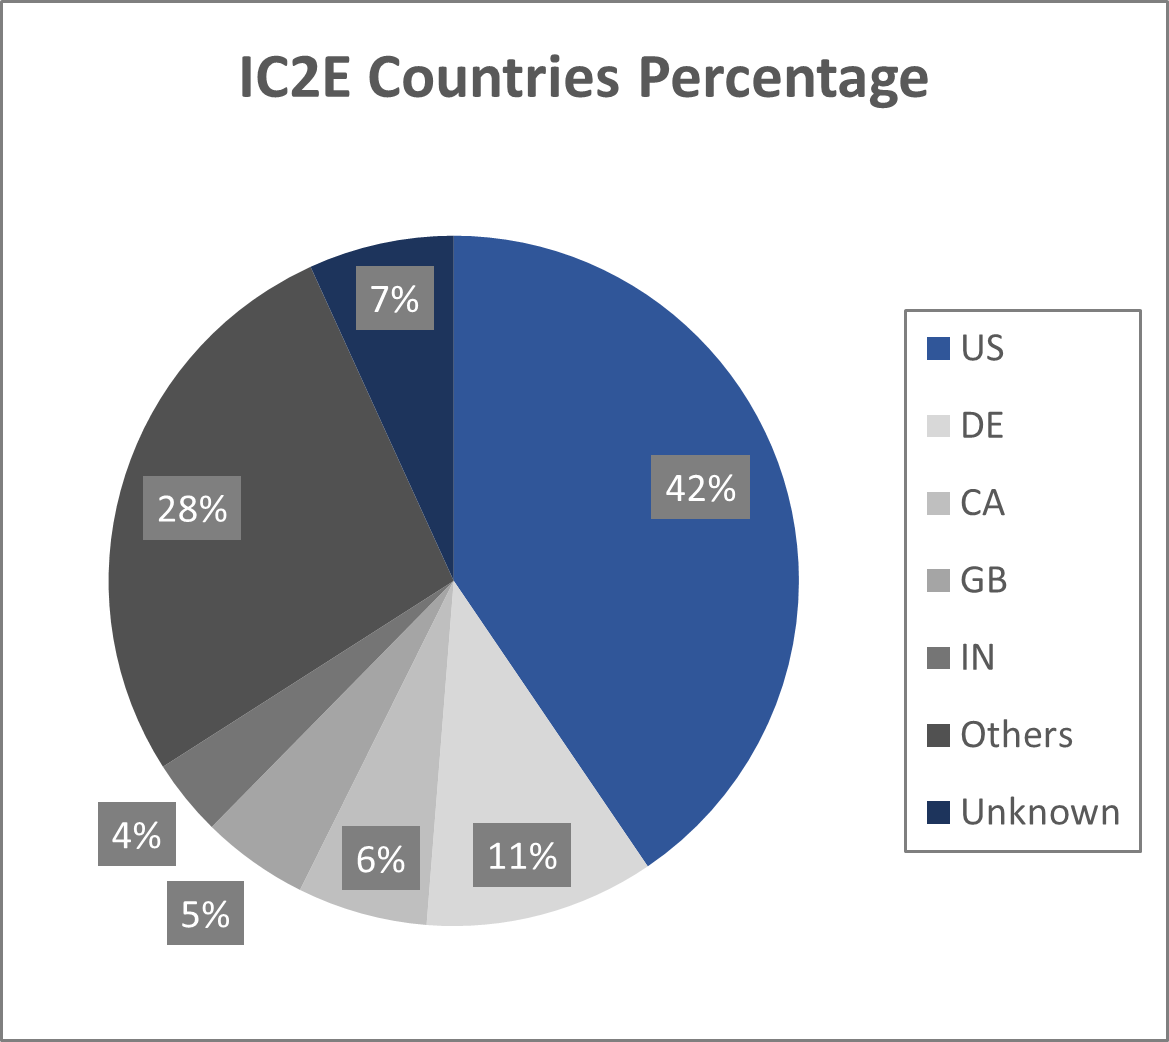 IC2E Countries Percentage
7%
42%
28%
11%
6%
4%
5%
US
DE
CA
GB
IN
Others
Unknown